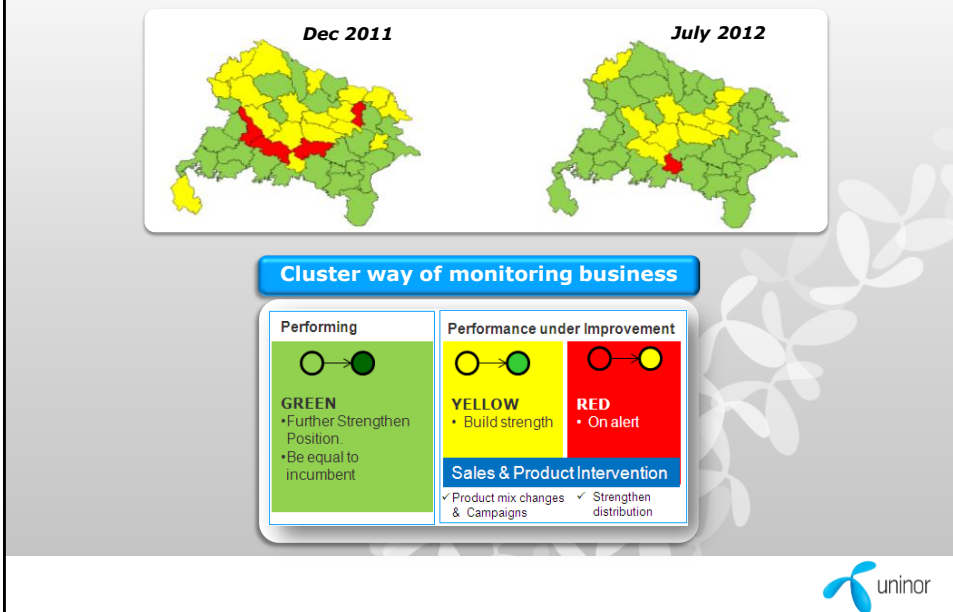 Dec 2011
July 2012
Cluster way of monitoring business
Performing
GREEN
•Further Strengthen
Position.
•Be equal to
incumbent
Performance under Improvement
YELLOW
• Build strength
RED
• On alert
Sales & Product Intervention
✓ Product mix changes
& Campaigns
✓ Strengthen
distribution
uninor